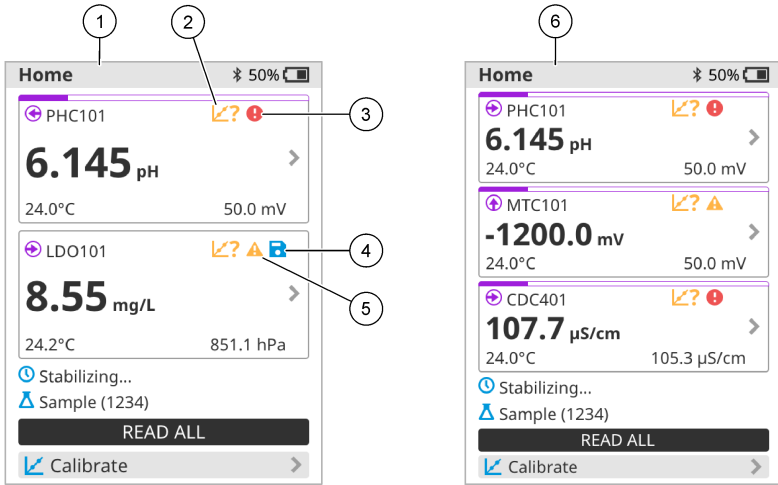 1
2
6
Home 50%
PHC101 ? !
3
6.145 pH
24.0°C 50.0 mV
LDO101 ? !
4
8.55 mg/L
5
24.2°C 851.1 hPa
Stabilizing...
Sample (1234)
READ ALL
Calibrate
Home 50%
PHC101 ? !
6.145 pH
24.0°C 50.0 mV
MTC101 ? !
-1200.0 mV
24.0°C 50.0 mV
CDC401 ? !
107.7 µS/cm
24.0°C 105.3 µS/cm
Stabilizing...
Sample (1234)
READ ALL
Calibrate